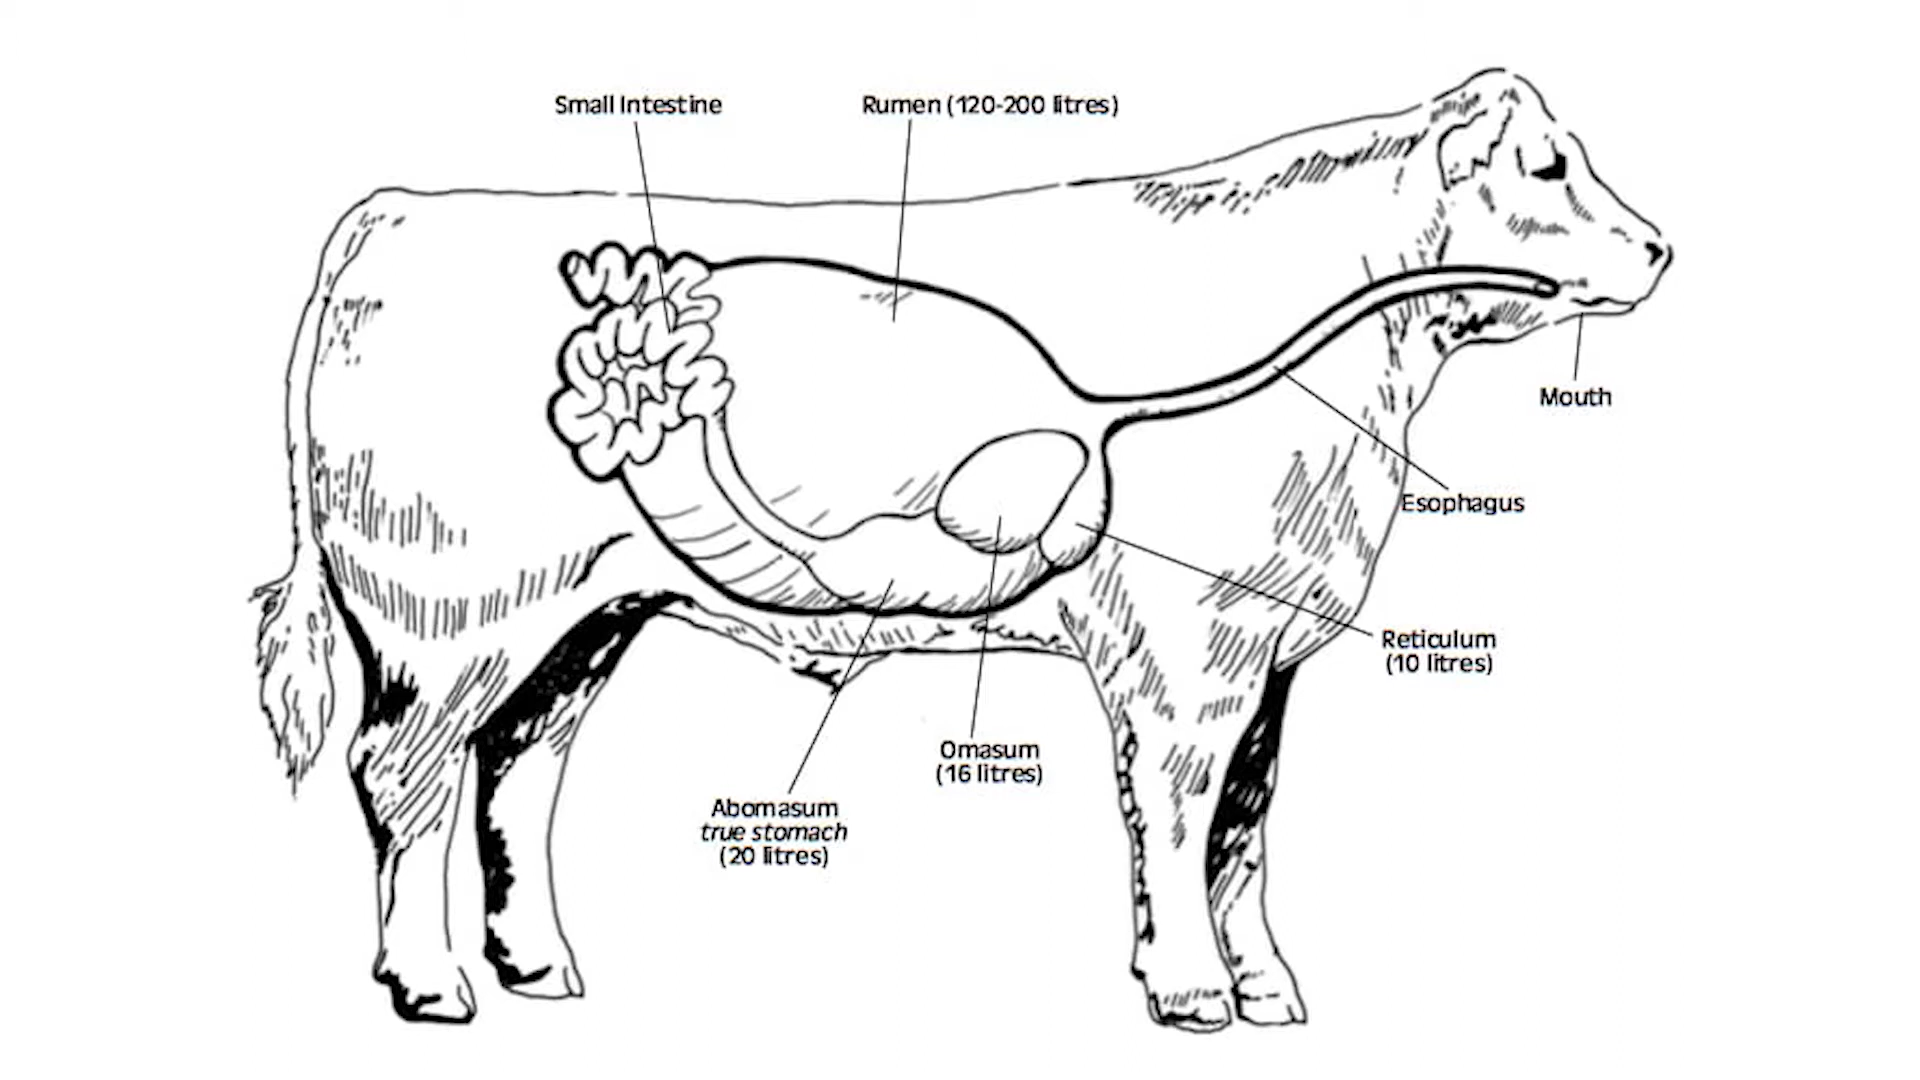 Small Intestine
Rumen (120-200 litres)
Mouth
Esophagus
Reticulum
(10 litres)
Omasum
(16 litres)
Abomasum
true stomach
(20 litres)